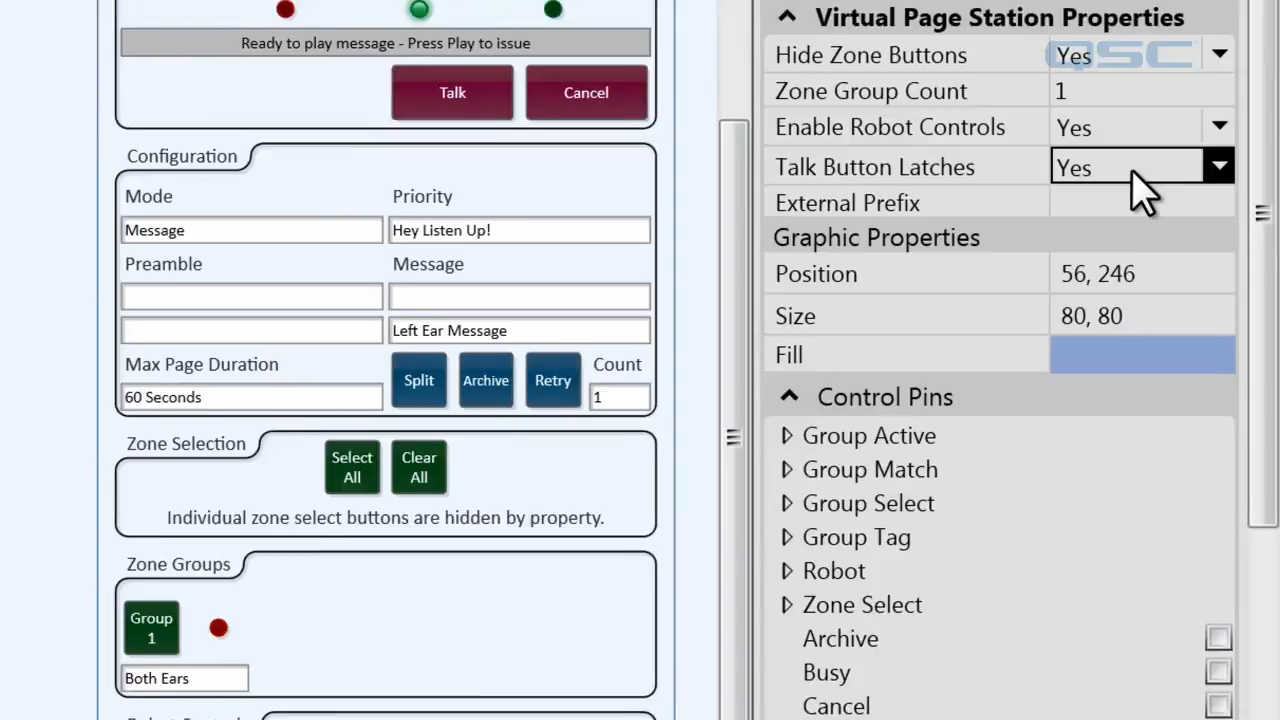 Ready to play message - Press Play to issue
Talk
Cancel
Configuration
Mode
Priority
Message
Hey Listen Up!
Preamble
Message
Left Ear Message
Max Page Duration
Split
Archive
Retry
Count
60 Seconds
1
Zone Selection
Select
All
Clear
All
Individual zone select buttons are hidden by property.
Zone Groups
Group
1
Both Ears
Virtual Page Station Properties
QSC
Hide Zone Buttons
Yes
Zone Group Count
1
Enable Robot Controls
Yes
Talk Button Latches
Yes
External Prefix
Graphic Properties
Position
56, 246
Size
80, 80
Fill
Control Pins
Group Active
Group Match
Group Select
Group Tag
Robot
Zone Select
Archive
Busy
Cancel